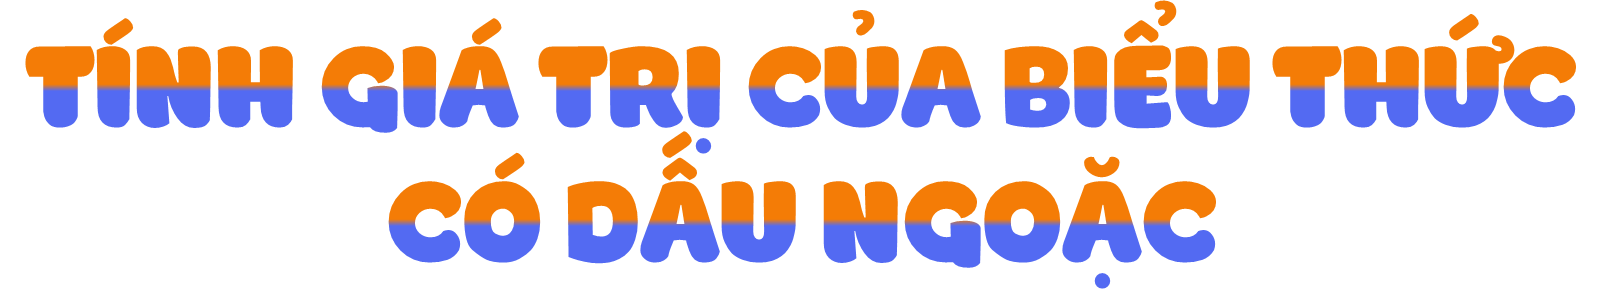 TÍNH GIÁ TRỊ CỦA BIỂU THỨC
CÓ DẤU NGOẶC